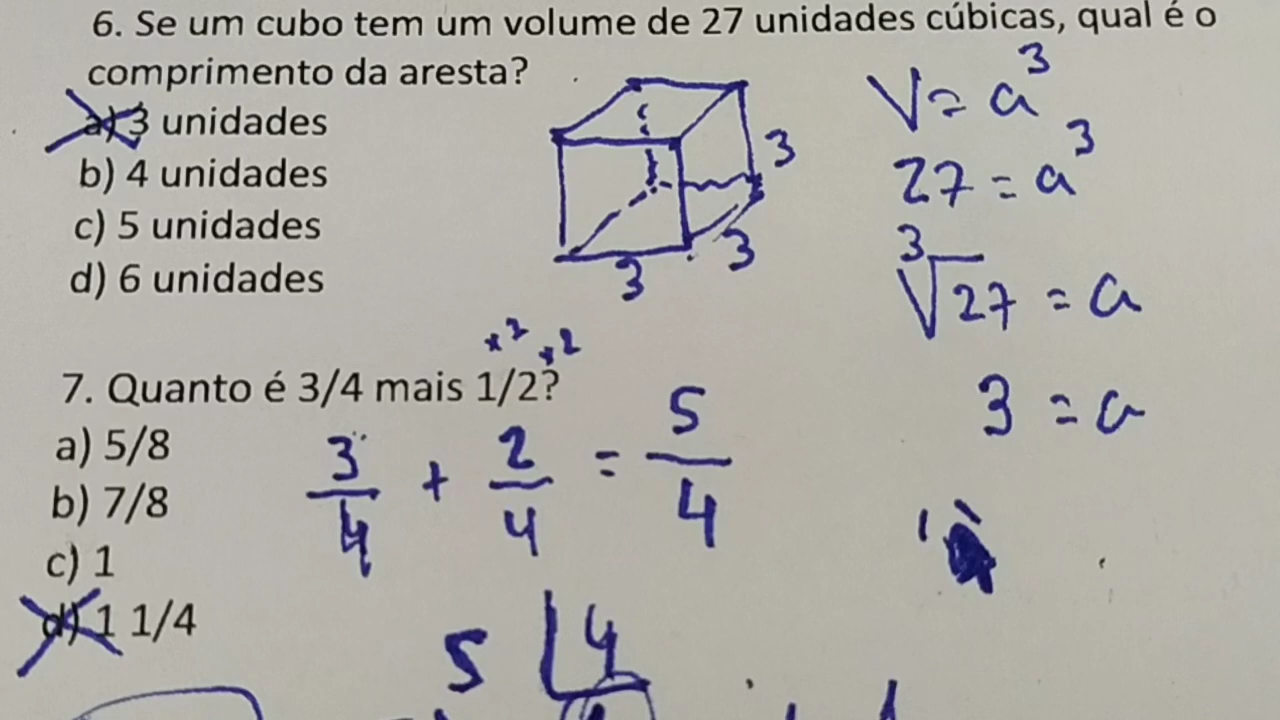 6. Se um cubo tem um volume de 27 unidades cúbicas, qual é o
comprimento da aresta?
a) 3 unidades
b) 4 unidades
c) 5 unidades
d) 6 unidades
3
3
3
V = a³
27 = a³
³√27 = a
3 = a
7. Quanto é 3/4 mais 1/2?
×2 ×2
a) 5/8
b) 7/8
c) 1
d) 1 1/4
3/4 + 2/4 = 5/4
5 4